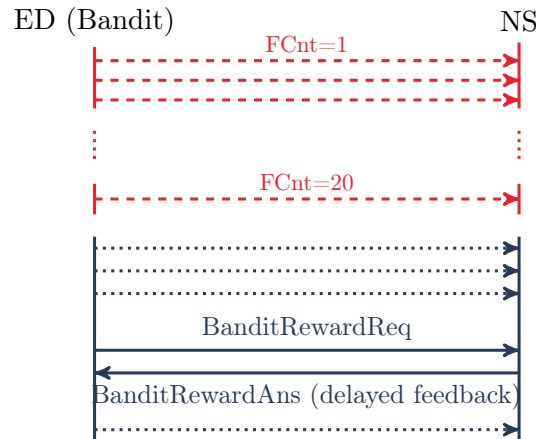 ED (Bandit)
NS
FCnt=1
FCnt=20
BanditRewardReq
BanditRewardAns (delayed feedback)